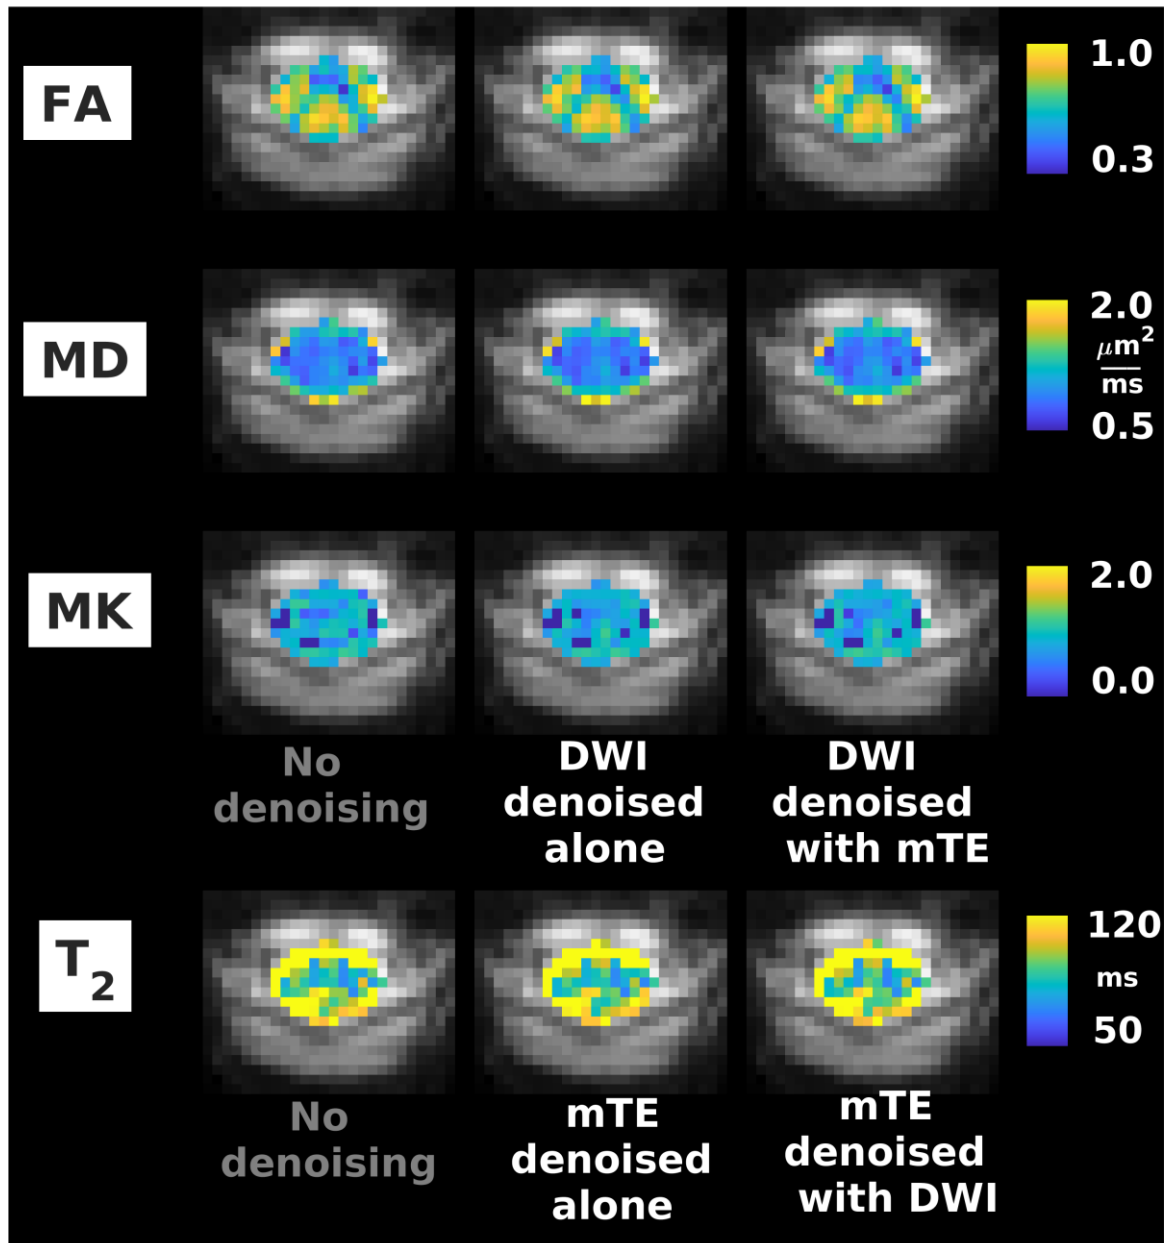 FA
1.0
0.3
MD
2.0
μm²
ms
0.5
MK
2.0
0.0
No
denoising
DWI
denoised
alone
DWI
denoised
with mTE
T₂
120
ms
50
No
denoising
mTE
denoised
alone
mTE
denoised
with DWI